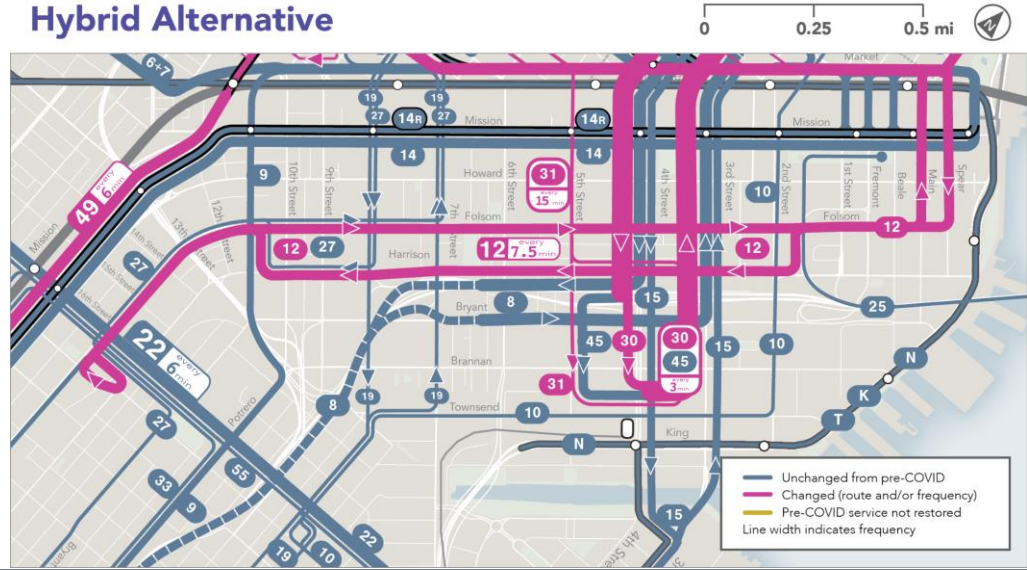 Hybrid Alternative
0 0.25 0.5 mi
Market
6+7
19 19
27 27
14R Mission 14R Mission
14 14
9
10th Street
9th Street
7th Street
6th Street
5th Street
4th Street
3rd Street
2nd Street
1st Street
Fremont
Beale
Main
Spear
Howard
31
every
15 min
10
49 every 6 min
Mission
12th Street
13th Street
14th Street
15th Street
16th Street
Folsom Folsom
12 27
12 every 7.5 min
12
12
27
Harrison
8
Bryant
15
25
22 every 6 min
45
30
30
45
every
3 min
15
10
N
Brannan
31
K
8
19 19
Townsend
10
T
27
Potrero
N
King
55
33
9
15
22
19
10
Bryant
4th Stre
3r
Unchanged from pre-COVID
Changed (route and/or frequency)
Pre-COVID service not restored
Line width indicates frequency